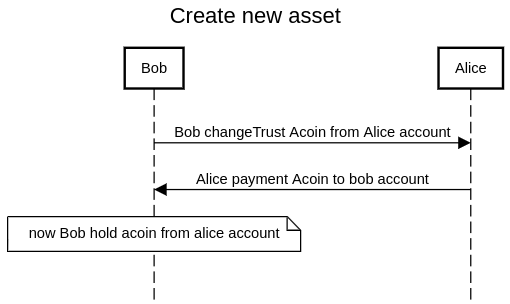 Create new asset
Bob
Alice
Bob changeTrust Acoin from Alice account
Alice payment Acoin to bob account
now Bob hold acoin from alice account